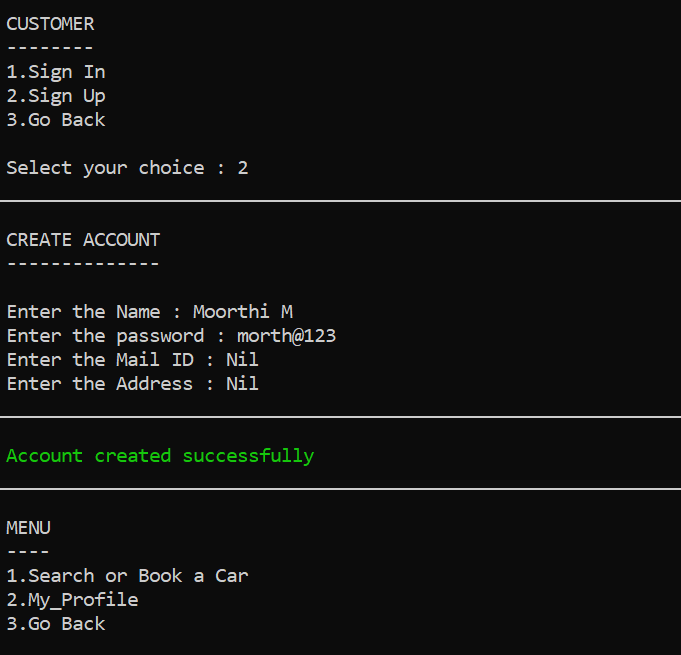 CUSTOMER
--------
1.Sign In
2.Sign Up
3.Go Back
Select your choice : 2
CREATE ACCOUNT
--------------
Enter the Name : Moorthi M
Enter the password : morth@123
Enter the Mail ID : Nil
Enter the Address : Nil
Account created successfully
MENU
----
1.Search or Book a Car
2.My_Profile
3.Go Back